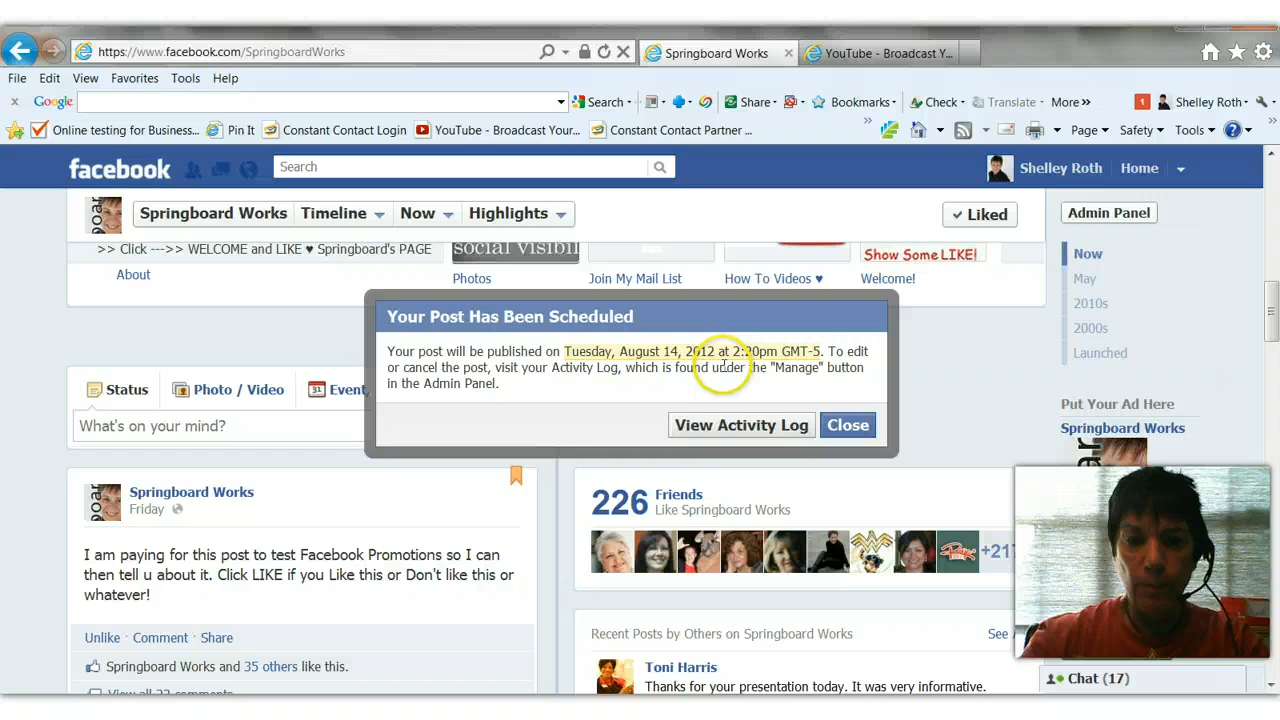 https://www.facebook.com/SpringboardWorks
Springboard Works
YouTube - Broadcast Y...
File Edit View Favorites Tools Help
x Google Search Share Bookmarks Check Translate More» 1 Shelley Roth
Online testing for Business... Pin It Constant Contact Login YouTube - Broadcast Your... Constant Contact Partner ... » Page Safety Tools »
facebook Search Shelley Roth Home
Springboard Works Timeline Now Highlights ✓ Liked Admin Panel
>> Click --->> WELCOME and LIKE ♥ Springboard's PAGE social visibil Show Some LIKE! Now
About Photos Join My Mail List How To Videos ♥ Welcome! May
2010s
2000s
Launched
Your Post Has Been Scheduled
Your post will be published on Tuesday, August 14, 2012 at 2:20pm GMT-5. To edit
or cancel the post, visit your Activity Log, which is found under the "Manage" button
in the Admin Panel.
View Activity Log Close
Status Photo / Video 31 Event,
What's on your mind?
Put Your Ad Here
Springboard Works
Springboard Works
Friday
I am paying for this post to test Facebook Promotions so I can
then tell u about it. Click LIKE if you Like this or Don't like this or
whatever!
Unlike · Comment · Share
Springboard Works and 35 others like this.
226 Friends
Like Springboard Works
+217
Recent Posts by Others on Springboard Works See
Toni Harris
Thanks for your presentation today. It was very informative.
Chat (17)